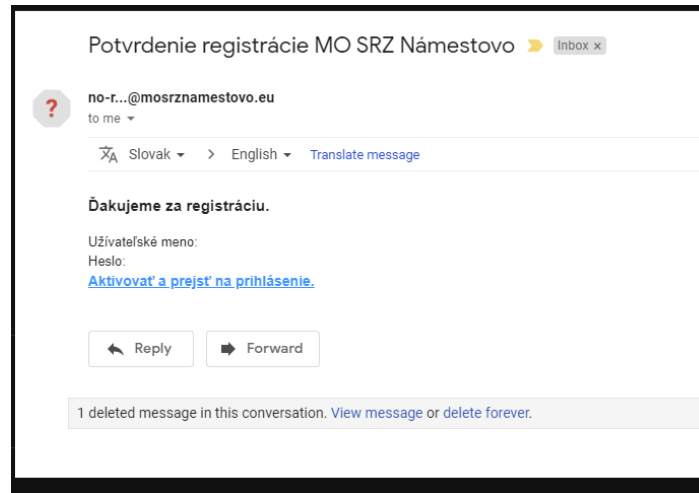 Potvrdenie registrácie MO SRZ Námestovo Inbox x
?
no-r...@mosrznamestovo.eu
to me
Slovak > English Translate message
Ďakujeme za registráciu.
Užívateľské meno:
Heslo:
Aktivovať a prejsť na prihlásenie.
Reply Forward
1 deleted message in this conversation. View message or delete forever.